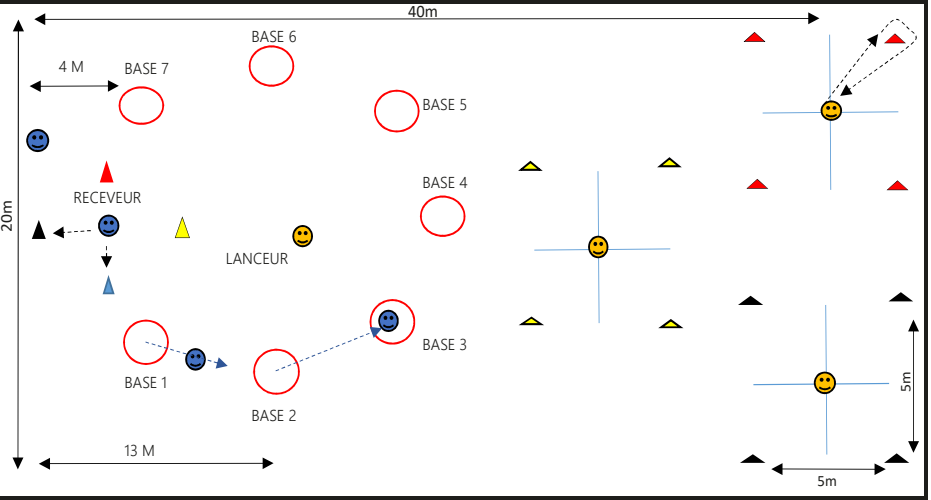 40m
BASE 6
4 M
BASE 7
BASE 5
BASE 4
RECEVEUR
20m
LANCEUR
BASE 3
BASE 1
BASE 2
5m
13 M
5m